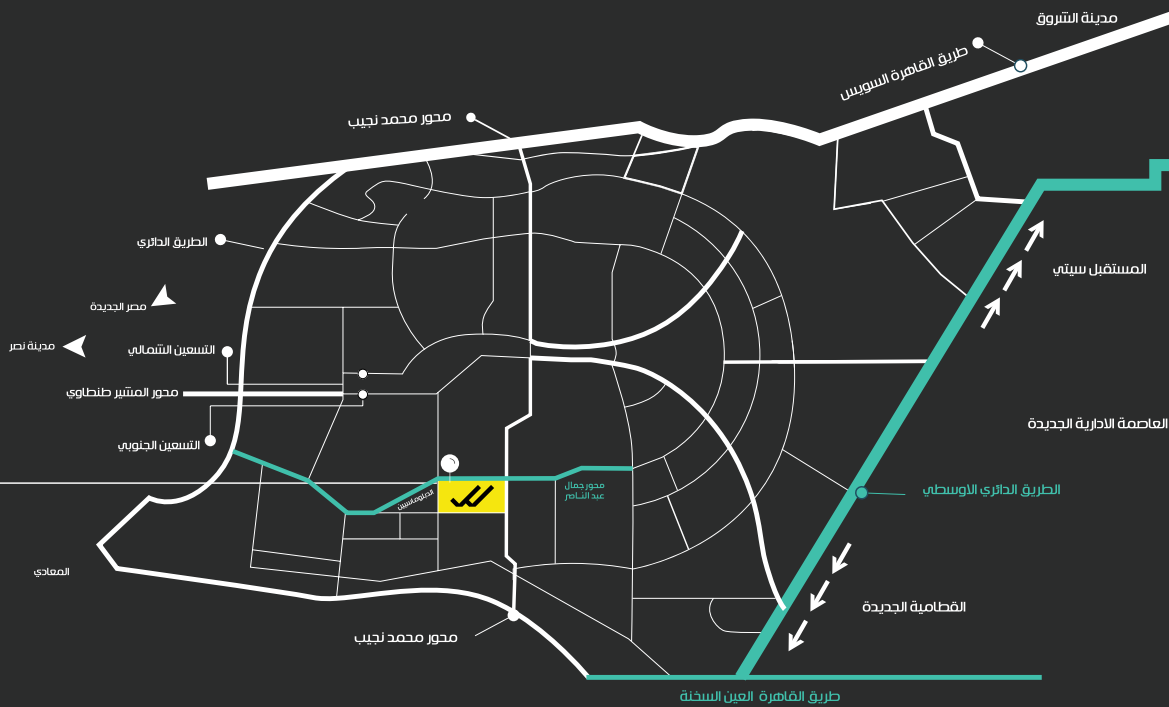 مدينة الشروق
طريق القاهرة السويس
محور محمد نجيب
الطريق الدائري
المستقبل سيتي
مصر الجديدة
مدينة نصر
التسعين الشمالي
محور المشير طنطاوي
العاصمة الادارية الجديدة
التسعين الجنوبي
الدبلوماسيين
محور جمال
عبد الناصر
الطريق الدائري الاوسطي
المعادي
القطامية الجديدة
محور محمد نجيب
طريق القاهرة العين السخنة